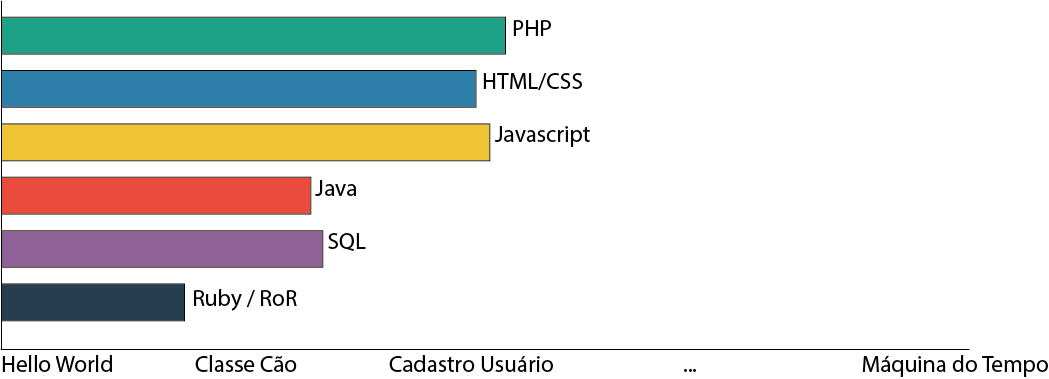 PHP
HTML/CSS
Javascript
Java
SQL
Ruby / RoR
Hello World
Classe Cão
Cadastro Usuário
...
Máquina do Tempo